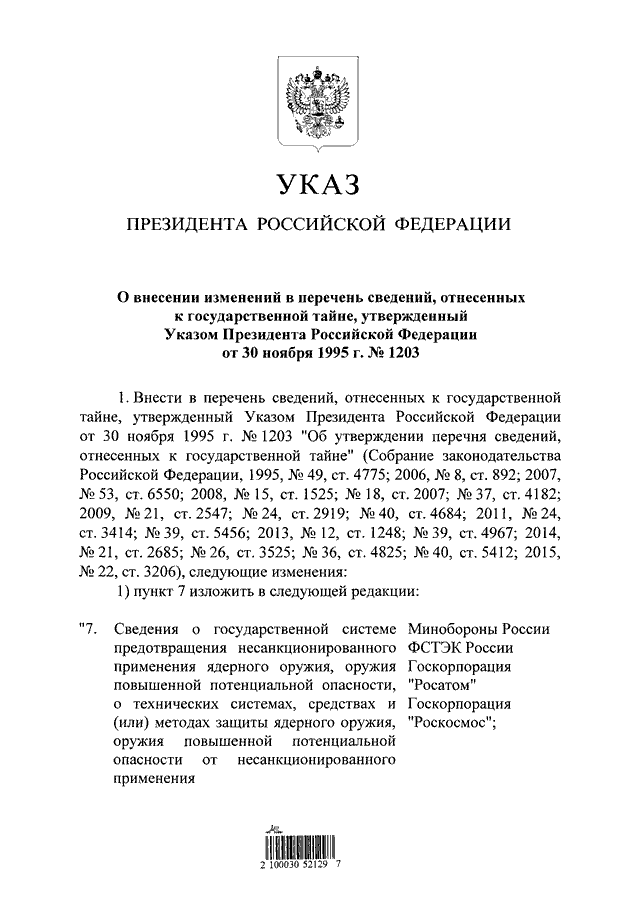 УКАЗ
ПРЕЗИДЕНТА РОССИЙСКОЙ ФЕДЕРАЦИИ
О внесении изменений в перечень сведений, отнесенных
к государственной тайне, утвержденный
Указом Президента Российской Федерации
от 30 ноября 1995 г. № 1203
1. Внести в перечень сведений, отнесенных к государственной
тайне, утвержденный Указом Президента Российской Федерации
от 30 ноября 1995 г. № 1203 "Об утверждении перечня сведений,
отнесенных к государственной тайне" (Собрание законодательства
Российской Федерации, 1995, № 49, ст. 4775; 2006, № 8, ст. 892; 2007,
№ 53, ст. 6550; 2008, № 15, ст. 1525; № 18, ст. 2007; № 37, ст. 4182;
2009, № 21, ст. 2547; № 24, ст. 2919; № 40, ст. 4684; 2011, № 24,
ст. 3414; № 39, ст. 5456; 2013, № 12, ст. 1248; № 39, ст. 4967; 2014,
№ 21, ст. 2685; № 26, ст. 3525; № 36, ст. 4825; № 40, ст. 5412; 2015,
№ 22, ст. 3206), следующие изменения:
1) пункт 7 изложить в следующей редакции:
"7. Сведения о государственной системе
предотвращения несанкционированного
применения ядерного оружия, оружия
повышенной потенциальной опасности,
о технических системах, средствах и
(или) методах защиты ядерного оружия,
оружия повышенной потенциальной
опасности от несанкционированного
применения
Минобороны России
ФСТЭК России
Госкорпорация
"Росатом"
Госкорпорация
"Роскосмос";
2 100030 52129 7